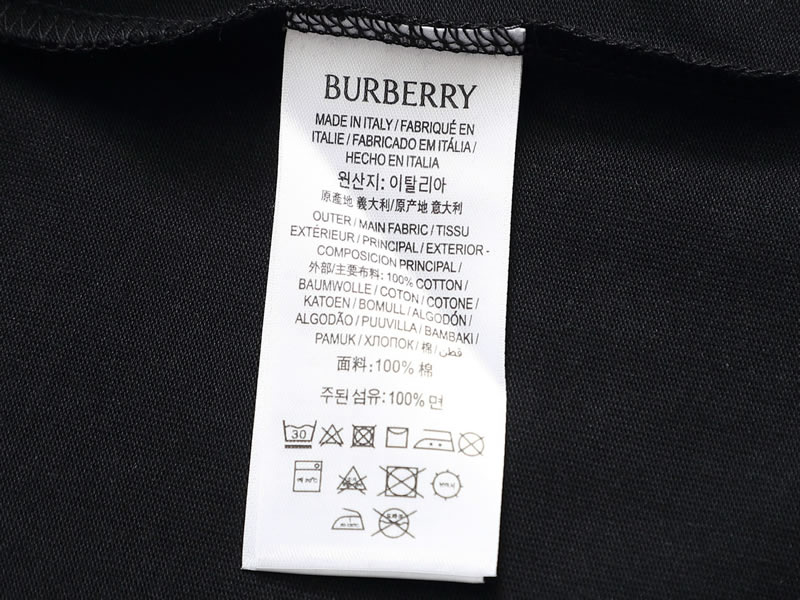 BURBERRY
MADE IN ITALY / FABRIQUÉ EN
ITALIE / FABRICADO EM ITÁLIA /
HECHO EN ITALIA
원산지: 이탈리아
原產地 義大利/原产地 意大利
OUTER / MAIN FABRIC / TISSU
EXTÉRIEUR / PRINCIPAL / EXTERIOR -
COMPOSICION PRINCIPAL /
外部/主要布料: 100% COTTON /
BAUMWOLLE / COTON / COTONE /
KATOEN / BOMULL / ALGODÓN /
ALGODÃO / PUUVILLA / BAMBAKI /
PAMUK / ХЛОПОК / 棉 / قطن
面料: 100% 棉
주된 섬유: 100% 면
30